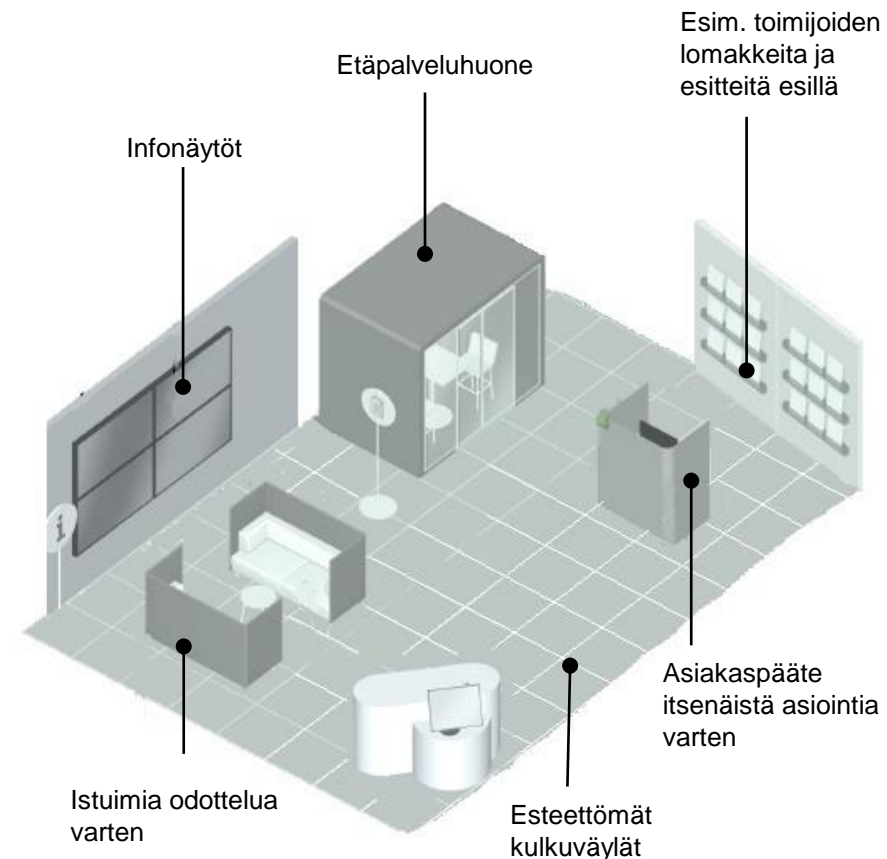 Esim. toimijoiden
lomakkeita ja
esitteitä esillä
Etäpalveluhuone
Infonäytöt
i
Asiakaspääte
itsenäistä asiointia
varten
Istuimia odottelua
varten
Esteettömät
kulkuväylät